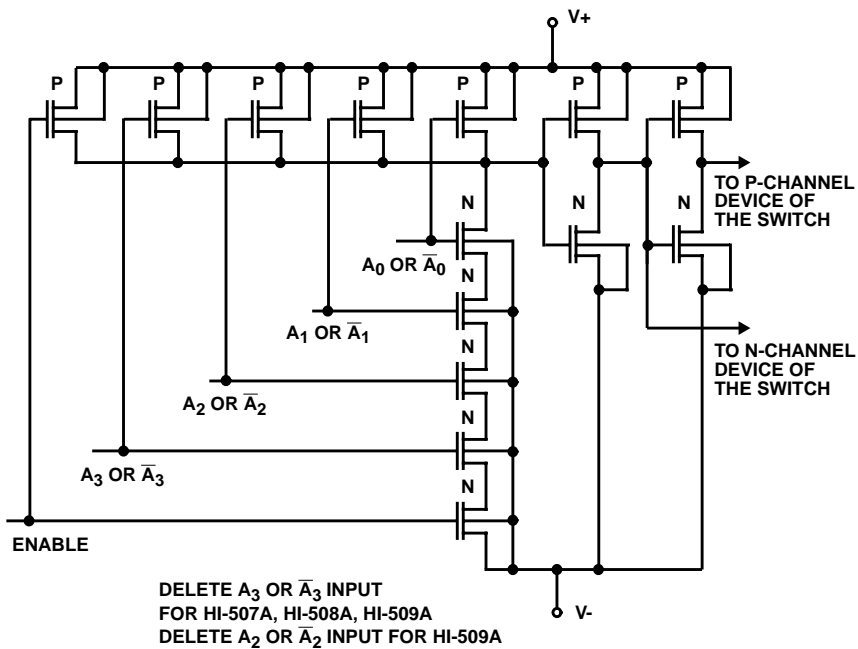 V+
P
P
P
P
P
P
P
TO P-CHANNEL
DEVICE OF
THE SWITCH
N
N
N
A0 OR A̅0
N
A1 OR A̅1
TO N-CHANNEL
DEVICE OF
THE SWITCH
N
A2 OR A̅2
N
A3 OR A̅3
N
ENABLE
DELETE A3 OR A̅3 INPUT
FOR HI-507A, HI-508A, HI-509A
DELETE A2 OR A̅2 INPUT FOR HI-509A
V-